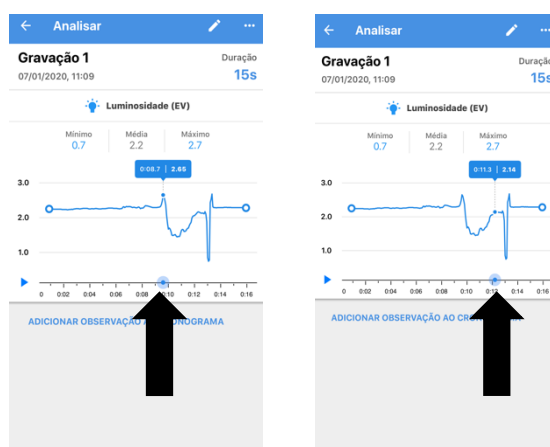 Analisar
Gravação 1
Duração
07/01/2020, 11:09
15s
Luminosidade (EV)
Mínimo Média Máximo
0.7 2.2 2.7
0:08.7 | 2.65
3.0
2.0
1.0
0 0:02 0:04 0:06 0:08 0:10 0:12 0:14 0:16
ADICIONAR OBSERVAÇÃO
Analisar
Gravação 1
Duração
07/01/2020, 11:09
15s
Luminosidade (EV)
Mínimo Média Máximo
0.7 2.2 2.7
0:11.3 | 2.14
3.0
2.0
1.0
0 0:02 0:04 0:06 0:08 0:10 0:12 0:14 0:16
ADICIONAR OBSERVAÇÃO AO